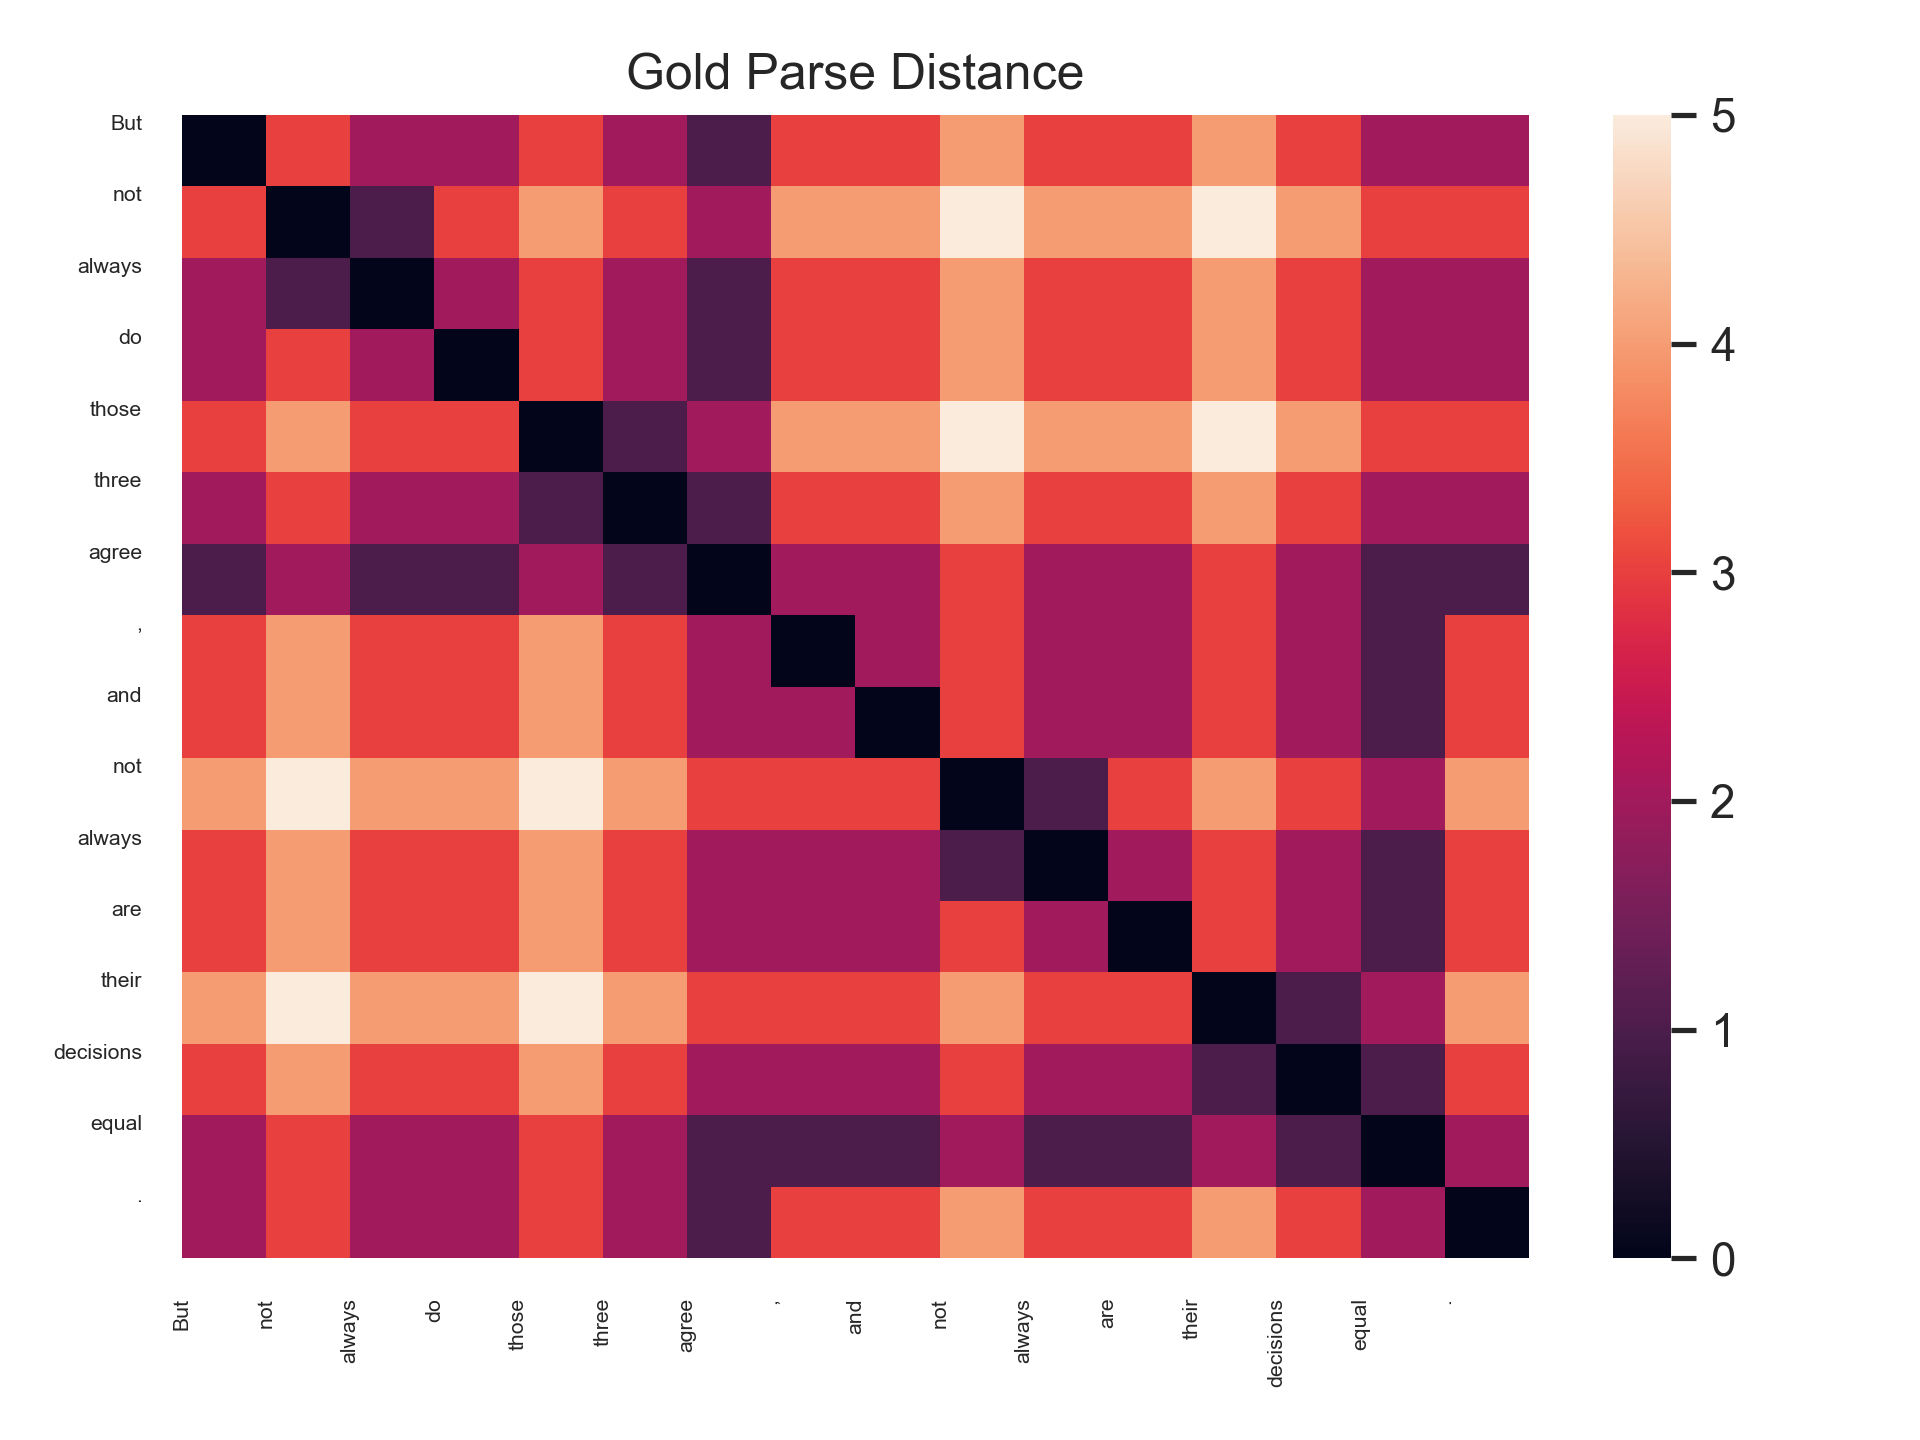 Gold Parse Distance
But
not
always
do
those
three
agree
,
and
not
always
are
their
decisions
equal
.
5
4
3
2
1
0
But
not
always
do
those
three
agree
,
and
not
always
are
their
decisions
equal
.